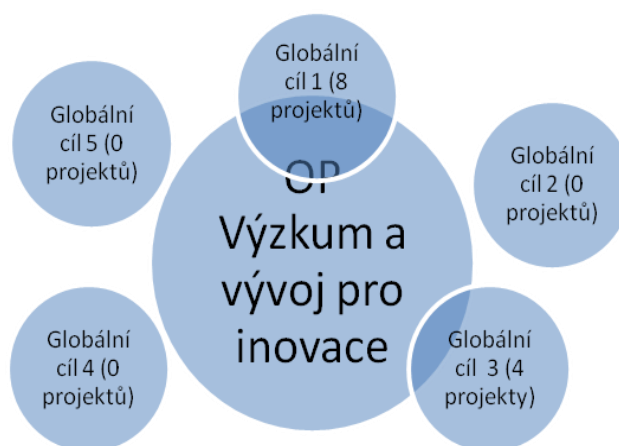 Globální
cíl 1 (8
projektů)
Globální
cíl 5 (0
projektů)
Globální
cíl 2 (0
projektů)
OP
Výzkum a
vývoj pro
inovace
Globální
cíl 4 (0
projektů)
Globální
cíl 3 (4
projekty)